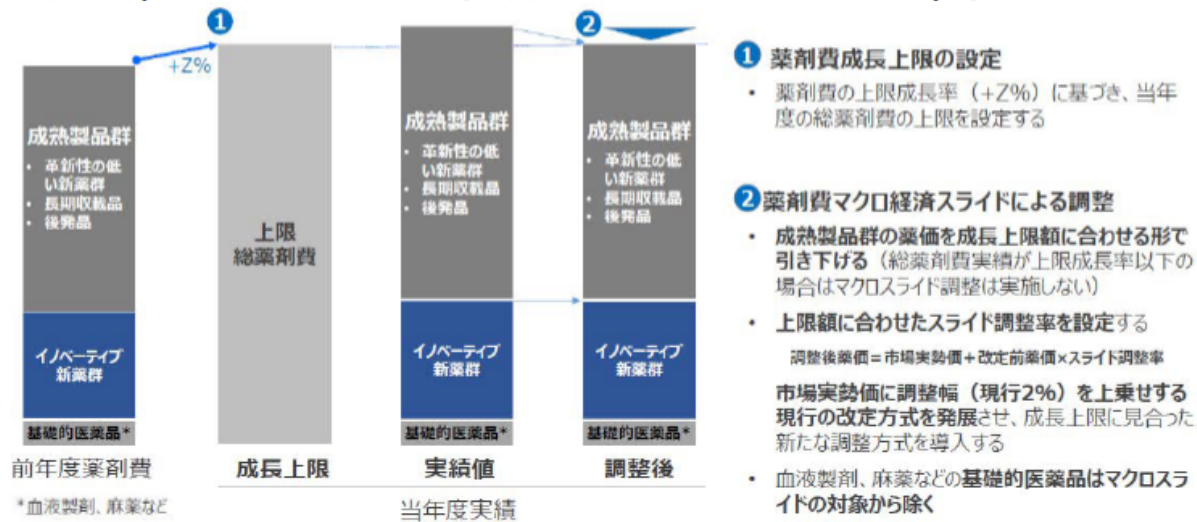 1
+Z%
成熟製品群
• 革新性の低
い新薬群
• 長期収載品
• 後発品
イノベーティブ
新薬群
基礎的医薬品*
前年度薬剤費
*血液製剤、麻薬など
上限
総薬剤費
成長上限
成熟製品群
• 革新性の低
い新薬群
• 長期収載品
• 後発品
イノベーティブ
新薬群
基礎的医薬品*
実績値
2
成熟製品群
• 革新性の低
い新薬群
• 長期収載品
• 後発品
イノベーティブ
新薬群
基礎的医薬品*
調整後
当年度実績
1 薬剤費成長上限の設定
• 薬剤費の上限成長率（+Z%）に基づき、当年
度の総薬剤費の上限を設定する
2 薬剤費マクロ経済スライドによる調整
• 成熟製品群の薬価を成長上限額に合わせる形で
引き下げる（総薬剤費実績が上限成長率以下の
場合はマクロスライド調整は実施しない）
• 上限額に合わせたスライド調整率を設定する
調整後薬価＝市場実勢価＋改定前薬価×スライド調整率
市場実勢価に調整幅（現行2%）を上乗せする
現行の改定方式を発展させ、成長上限に見合った
新たな調整方式を導入する
• 血液製剤、麻薬などの基礎的医薬品はマクロスラ
イドの対象から除く